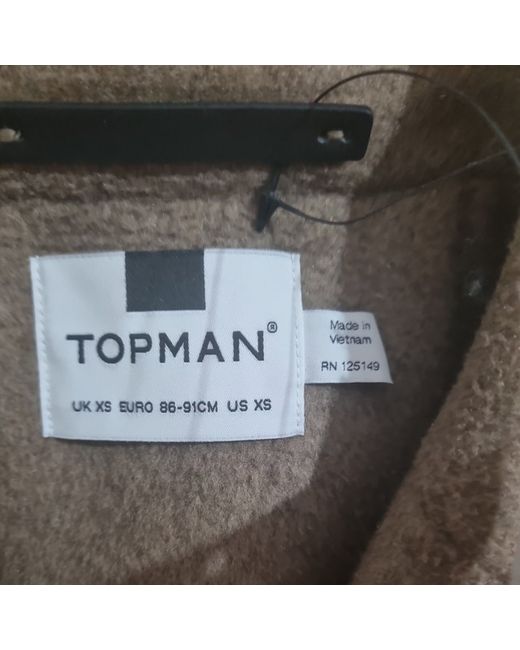 TOPMAN®
UK XS EURO 86-91CM US XS
Made in
Vietnam
RN 125149